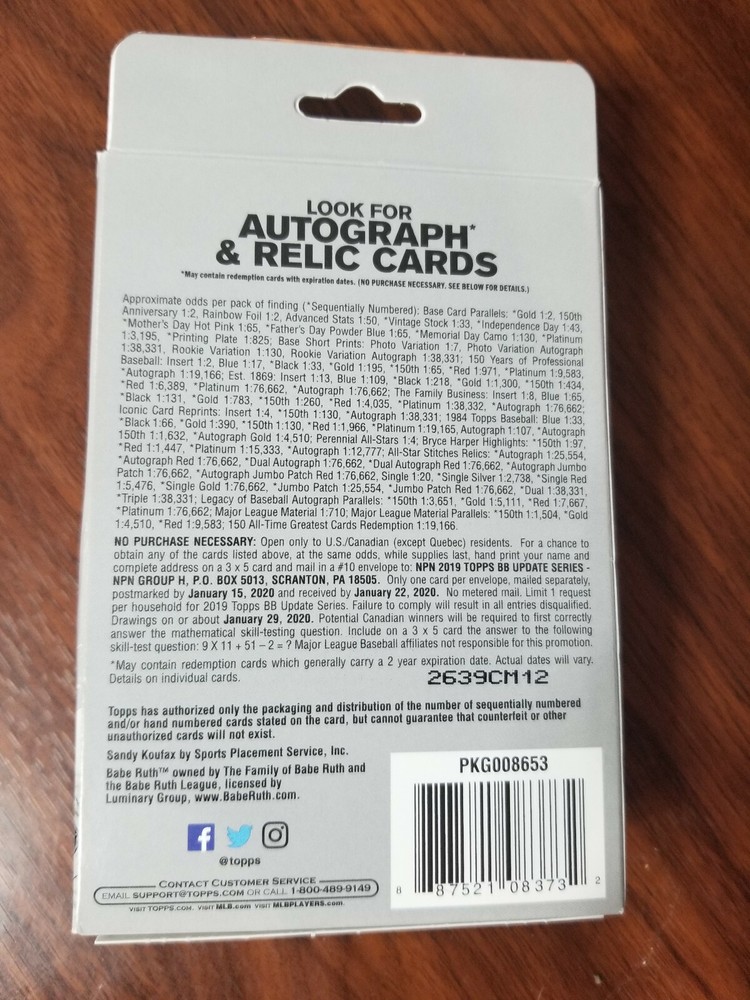 LOOK FOR
AUTOGRAPH*
& RELIC CARDS
*May contain redemption cards with expiration dates. (NO PURCHASE NECESSARY. SEE BELOW FOR DETAILS.)
Approximate odds per pack of finding (*Sequentially Numbered): Base Card Parallels: *Gold 1:2, 150th
Anniversary 1:2, Rainbow Foil 1:2, Advanced Stats 1:50, *Vintage Stock 1:33, *Independence Day 1:43,
*Mother's Day Hot Pink 1:65, *Father's Day Powder Blue 1:65, *Memorial Day Camo 1:130, *Platinum
1:3,195, *Printing Plate 1:825; Base Short Prints: Photo Variation 1:7, Photo Variation Autograph
1:38,331, Rookie Variation 1:130, Rookie Variation Autograph 1:38,331; 150 Years of Professional
Baseball: Insert 1:2, Blue 1:17, *Black 1:33, *Gold 1:195, *150th 1:65, *Red 1:971, *Platinum 1:9,583,
*Autograph 1:19,166; Est. 1869: Insert 1:13, Blue 1:109, *Black 1:218, *Gold 1:1,300, *150th 1:434,
*Red 1:6,389, *Platinum 1:76,662, *Autograph 1:76,662; The Family Business: Insert 1:8, Blue 1:65,
*Black 1:131, *Gold 1:783, *150th 1:260, *Red 1:4,035, *Platinum 1:38,332, *Autograph 1:76,662;
Iconic Card Reprints: Insert 1:4, *150th 1:130, *Autograph 1:38,331; 1984 Topps Baseball: Blue 1:33,
*Black 1:66, *Gold 1:390, *150th 1:130, *Red 1:1,966, *Platinum 1:19,165, Autograph 1:107, *Autograph
150th 1:1,632, *Autograph Gold 1:4,510; Perennial All-Stars 1:4; Bryce Harper Highlights: *150th 1:97,
*Red 1:1,447, *Platinum 1:15,333, *Autograph 1:12,777; All-Star Stitches Relics: *Autograph 1:25,554,
*Autograph Red 1:76,662, *Dual Autograph 1:76,662, *Dual Autograph Red 1:76,662, *Autograph Jumbo
Patch 1:76,662, *Autograph Jumbo Patch Red 1:76,662, Single 1:20, *Single Silver 1:2,738, *Single Red
1:5,476, *Single Gold 1:76,662, *Jumbo Patch 1:25,554, *Jumbo Patch Red 1:76,662, *Dual 1:38,331,
*Triple 1:38,331; Legacy of Baseball Autograph Parallels: *150th 1:3,651, *Gold 1:5,111, *Red 1:7,667,
*Platinum 1:76,662; Major League Material 1:710; Major League Material Parallels: *150th 1:1,504, *Gold
1:4,510, *Red 1:9,583; 150 All-Time Greatest Cards Redemption 1:19,166.
NO PURCHASE NECESSARY: Open only to U.S./Canadian (except Quebec) residents. For a chance to
obtain any of the cards listed above, at the same odds, while supplies last, hand print your name and
complete address on a 3 x 5 card and mail in a #10 envelope to: NPN 2019 TOPPS BB UPDATE SERIES -
NPN GROUP H, P.O. BOX 5013, SCRANTON, PA 18505. Only one card per envelope, mailed separately,
postmarked by January 15, 2020 and received by January 22, 2020. No metered mail. Limit 1 request
per household for 2019 Topps BB Update Series. Failure to comply will result in all entries disqualified.
Drawings on or about January 29, 2020. Potential Canadian winners will be required to first correctly
answer the mathematical skill-testing question. Include on a 3 x 5 card the answer to the following
skill-test question: 9 X 11 + 51 – 2 = ? Major League Baseball affiliates not responsible for this promotion.
*May contain redemption cards which generally carry a 2 year expiration date. Actual dates will vary.
Details on individual cards.
2639CM12
Topps has authorized only the packaging and distribution of the number of sequentially numbered
and/or hand numbered cards stated on the card, but cannot guarantee that counterfeit or other
unauthorized cards will not exist.
Sandy Koufax by Sports Placement Service, Inc.
Babe Ruth™ owned by The Family of Babe Ruth and
the Babe Ruth League, licensed by
Luminary Group, www.BabeRuth.com.
PKG008653
8 87521 08373 2
@topps
CONTACT CUSTOMER SERVICE
EMAIL SUPPORT@TOPPS.COM OR CALL 1-800-489-9149
VISIT TOPPS.COM. VISIT MLB.com VISIT MLBPLAYERS.com.